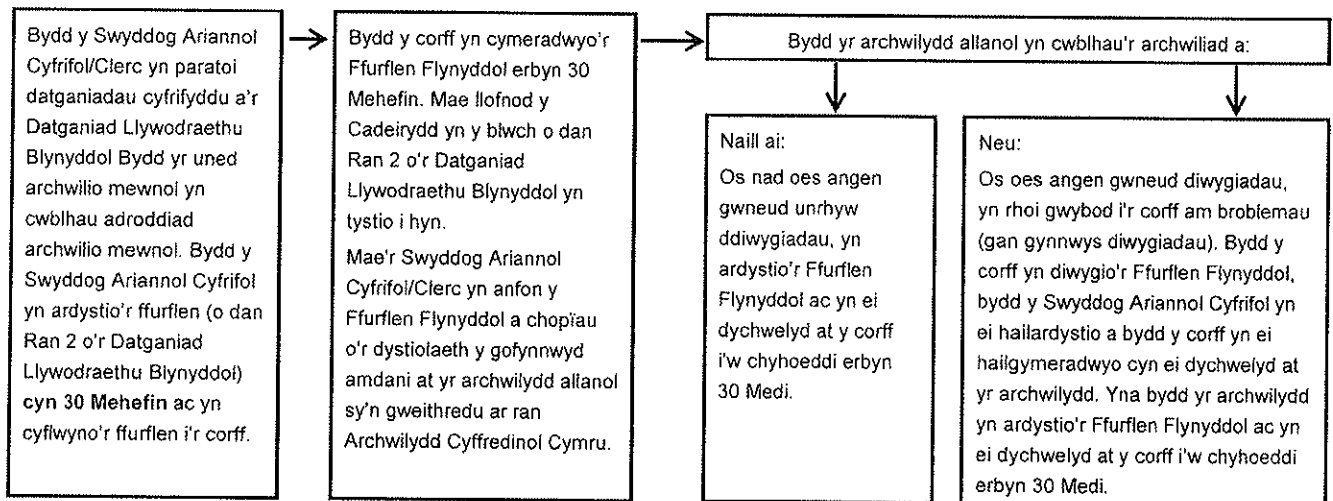 Bydd y Swyddog Ariannol
Cyfrifol/Clerc yn paratoi
datganiadau cyfrifyddu a'r
Datganiad Llywodraethu
Blynyddol Bydd yr uned
archwilio mewnol yn
cwblhau adroddiad
archwilio mewnol. Bydd y
Swyddog Ariannol Cyfrifol
yn ardystio'r ffurflen (o dan
Ran 2 o'r Datganiad
Llywodraethu Blynyddol)
cyn 30 Mehefin ac yn
cyflwyno'r ffurflen i'r corff.
Bydd y corff yn cymeradwyo'r
Ffurflen Flynyddol erbyn 30
Mehefin. Mae llofnod y
Cadeirydd yn y blwch o dan
Ran 2 o'r Datganiad
Llywodraethu Blynyddol yn
tystio i hyn.
Mae'r Swyddog Ariannol
Cyfrifol/Clerc yn anfon y
Ffurflen Flynyddol a chopïau
o'r dystiolaeth y gofynnwyd
amdani at yr archwilydd allanol
sy'n gweithredu ar ran
Archwilydd Cyffredinol Cymru.
Bydd yr archwilydd allanol yn cwblhau'r archwiliad a:
Naill ai:
Os nad oes angen
gwneud unrhyw
ddiwygiadau, yn
ardystio'r Ffurflen
Flynyddol ac yn ei
dychwelyd at y corff
i'w chyhoeddi erbyn
30 Medi.
Neu:
Os oes angen gwneud diwygiadau,
yn rhoi gwybod i'r corff am broblemau
(gan gynnwys diwygiadau). Bydd y
corff yn diwygio'r Ffurflen Flynyddol,
bydd y Swyddog Ariannol Cyfrifol yn
ei hailardystio a bydd y corff yn ei
hailgymeradwyo cyn ei dychwelyd at
yr archwilydd. Yna bydd yr archwilydd
yn ardystio'r Ffurflen Flynyddol ac yn
ei dychwelyd at y corff i'w chyhoeddi
erbyn 30 Medi.